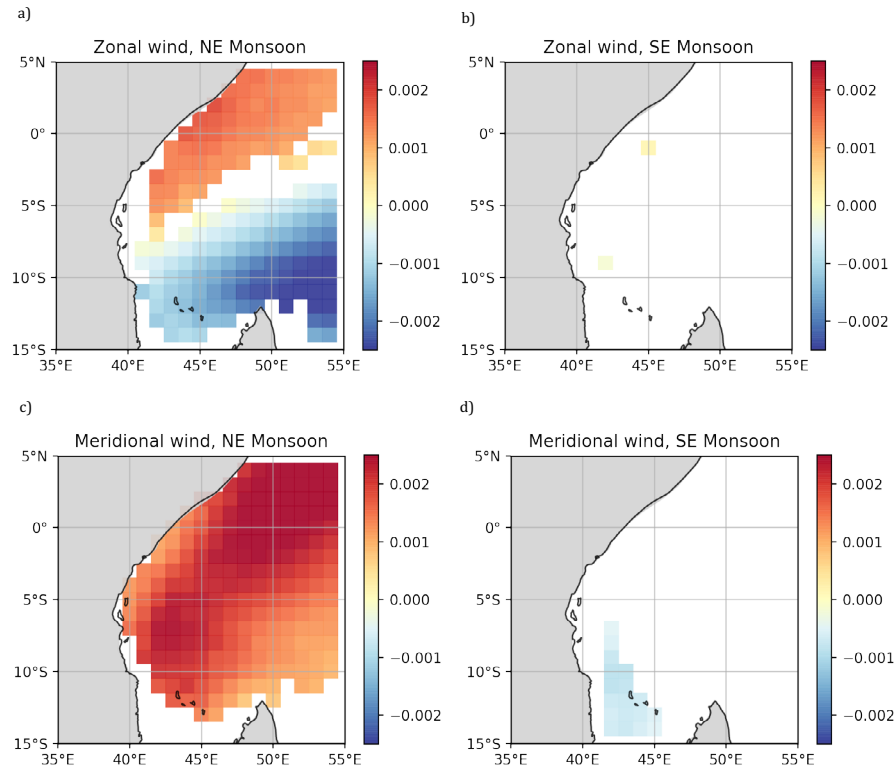 a)
Zonal wind, NE Monsoon
5°N
0°
5°S
10°S
15°S
35°E
40°E
45°E
50°E
55°E
0.002
0.001
0.000
−0.001
−0.002
b)
Zonal wind, SE Monsoon
5°N
0°
5°S
10°S
15°S
35°E
40°E
45°E
50°E
55°E
0.002
0.001
0.000
−0.001
−0.002
c)
Meridional wind, NE Monsoon
5°N
0°
5°S
10°S
15°S
35°E
40°E
45°E
50°E
55°E
0.002
0.001
0.000
−0.001
−0.002
d)
Meridional wind, SE Monsoon
5°N
0°
5°S
10°S
15°S
35°E
40°E
45°E
50°E
55°E
0.002
0.001
0.000
−0.001
−0.002